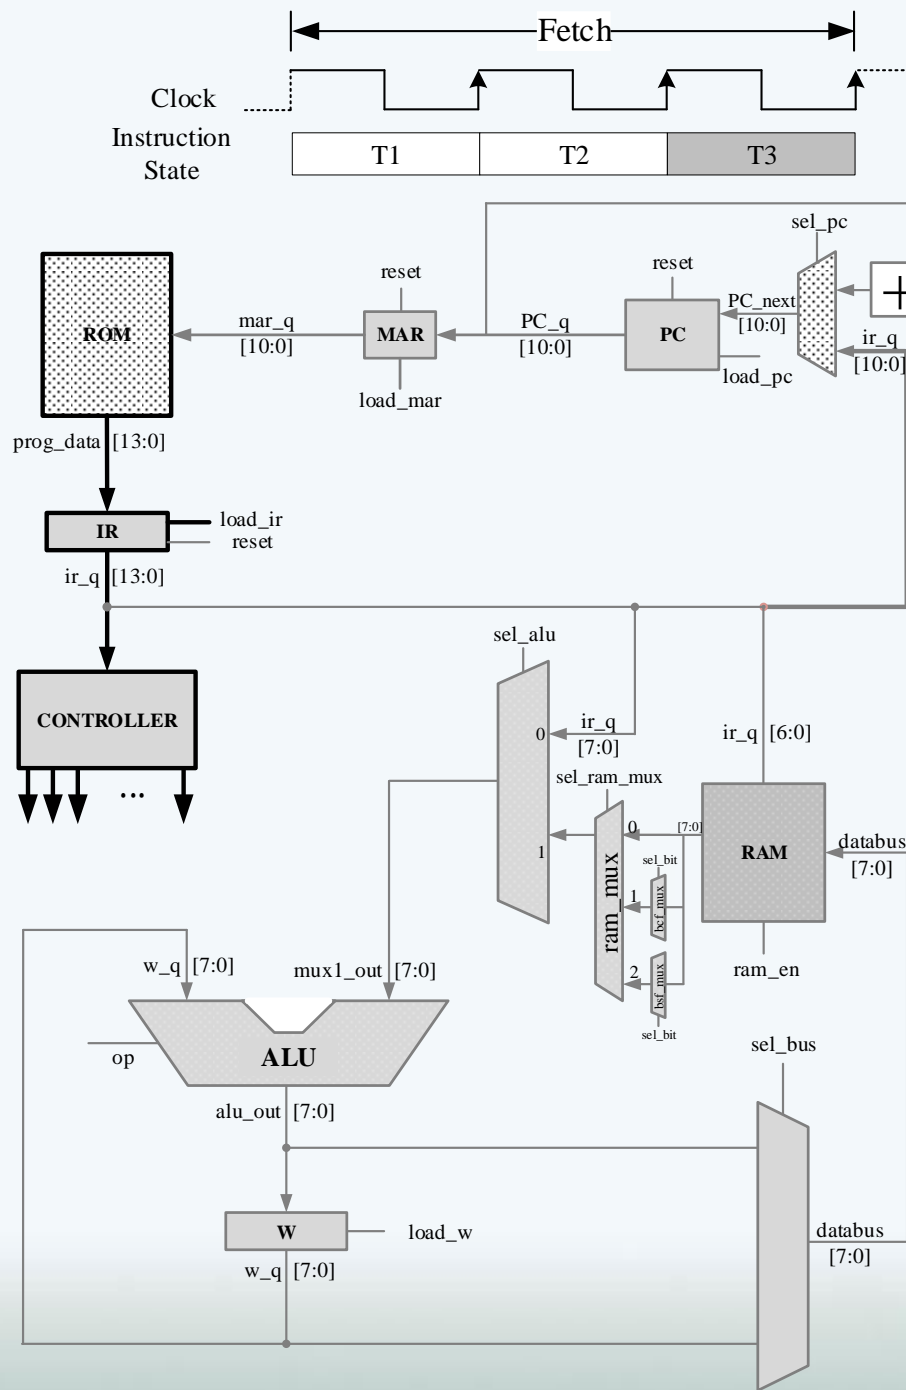 Fetch
Clock
Instruction
State
T1
T2
T3
sel_pc
reset
reset
ROM
mar_q
[10:0]
MAR
PC_q
[10:0]
PC
PC_next
[10:0]
+
ir_q
[10:0]
load_mar
load_pc
prog_data [13:0]
IR
load_ir
reset
ir_q [13:0]
sel_alu
CONTROLLER
...
0
ir_q
[7:0]
ir_q [6:0]
sel_ram_mux
0
[7:0]
1
ram_mux
sel_bit
1
bcf_mux
RAM
databus
[7:0]
2
bsf_mux
sel_bit
ram_en
w_q [7:0]
mux1_out [7:0]
op
ALU
sel_bus
alu_out [7:0]
W
load_w
databus
[7:0]
w_q [7:0]